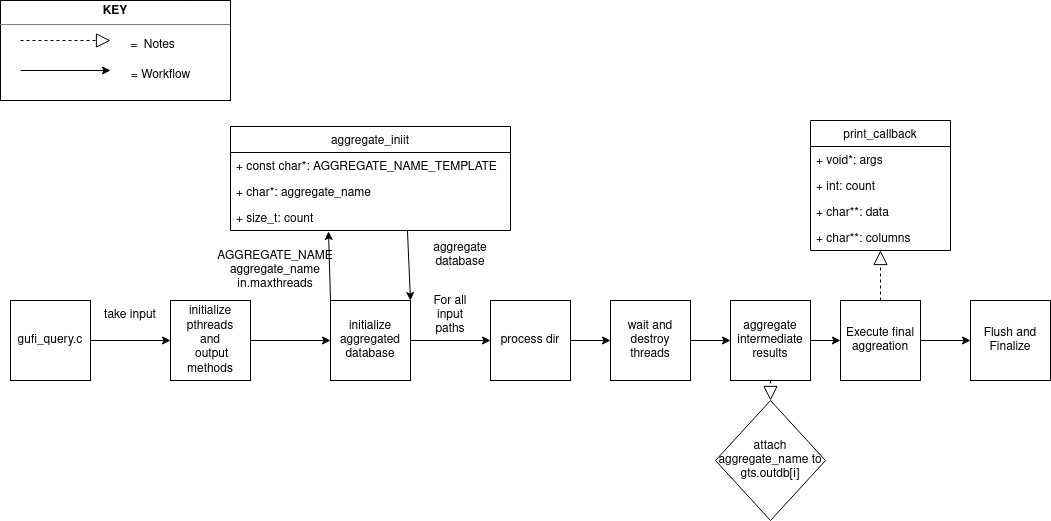 KEY
= Notes
= Workflow
aggregate_iniit
+ const char*: AGGREGATE_NAME_TEMPLATE
+ char*: aggregate_name
+ size_t: count
print_callback
+ void*: args
+ int: count
+ char**: data
+ char**: columns
AGGREGATE_NAME
aggregate_name
in.maxthreads
aggregate
database
gufi_query.c
take input
initialize
pthreads
and
output
methods
initialize
aggregated
database
For all
input
paths
process dir
wait and
destroy
threads
aggregate
intermediate
results
Execute final
aggreation
Flush and
Finalize
attach
aggregate_name to
gts.outdb[i]